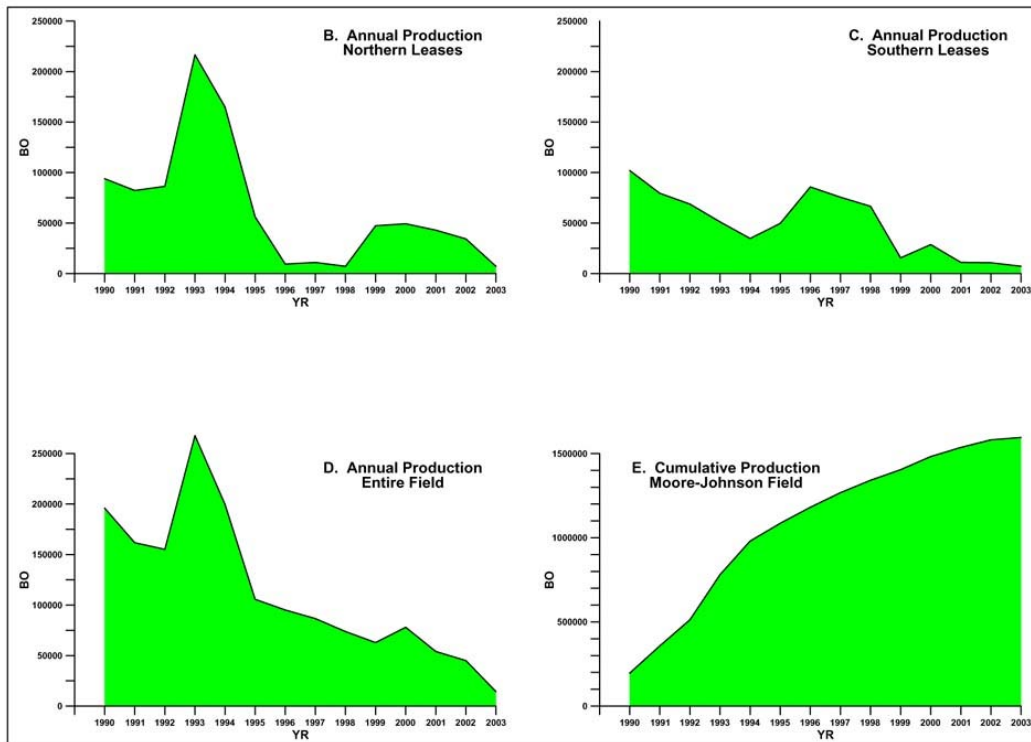 B. Annual Production
Northern Leases
250000
200000
150000
100000
50000
0
BO
1990 1991 1992 1993 1994 1995 1996 1997 1998 1999 2000 2001 2002 2003
YR
C. Annual Production
Southern Leases
250000
200000
150000
100000
50000
0
BO
1990 1991 1992 1993 1994 1995 1996 1997 1998 1999 2000 2001 2002 2003
YR
D. Annual Production
Entire Field
250000
200000
150000
100000
50000
0
BO
1990 1991 1992 1993 1994 1995 1996 1997 1998 1999 2000 2001 2002 2003
YR
E. Cumulative Production
Moore-Johnson Field
1500000
1000000
500000
0
BO
1990 1991 1992 1993 1994 1995 1996 1997 1998 1999 2000 2001 2002 2003
YR